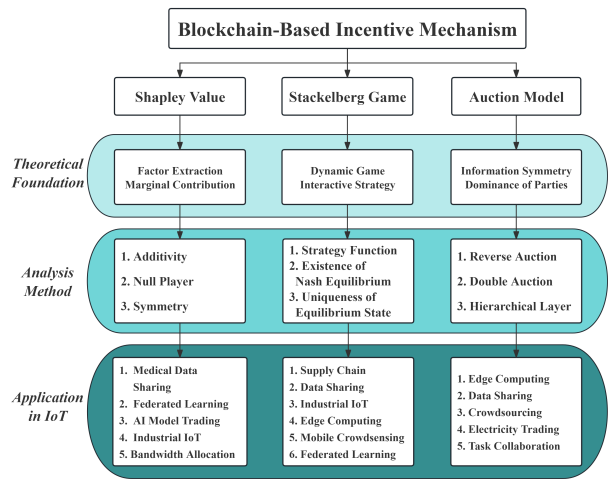 Blockchain-Based Incentive Mechanism
Shapley Value
Stackelberg Game
Auction Model
Theoretical
Foundation
Factor Extraction
Marginal Contribution
Dynamic Game
Interactive Strategy
Information Symmetry
Dominance of Parties
Analysis
Method
1. Additivity
2. Null Player
3. Symmetry
1. Strategy Function
2. Existence of
Nash Equilibrium
3. Uniqueness of
Equilibrium State
1. Reverse Auction
2. Double Auction
3. Hierarchical Layer
Application
in IoT
1. Medical Data
Sharing
2. Federated Learning
3. AI Model Trading
4. Industrial IoT
5. Bandwidth Allocation
1. Supply Chain
2. Data Sharing
3. Industrial IoT
4. Edge Computing
5. Mobile Crowdsensing
6. Federated Learning
1. Edge Computing
2. Data Sharing
3. Crowdsourcing
4. Electricity Trading
5. Task Collaboration